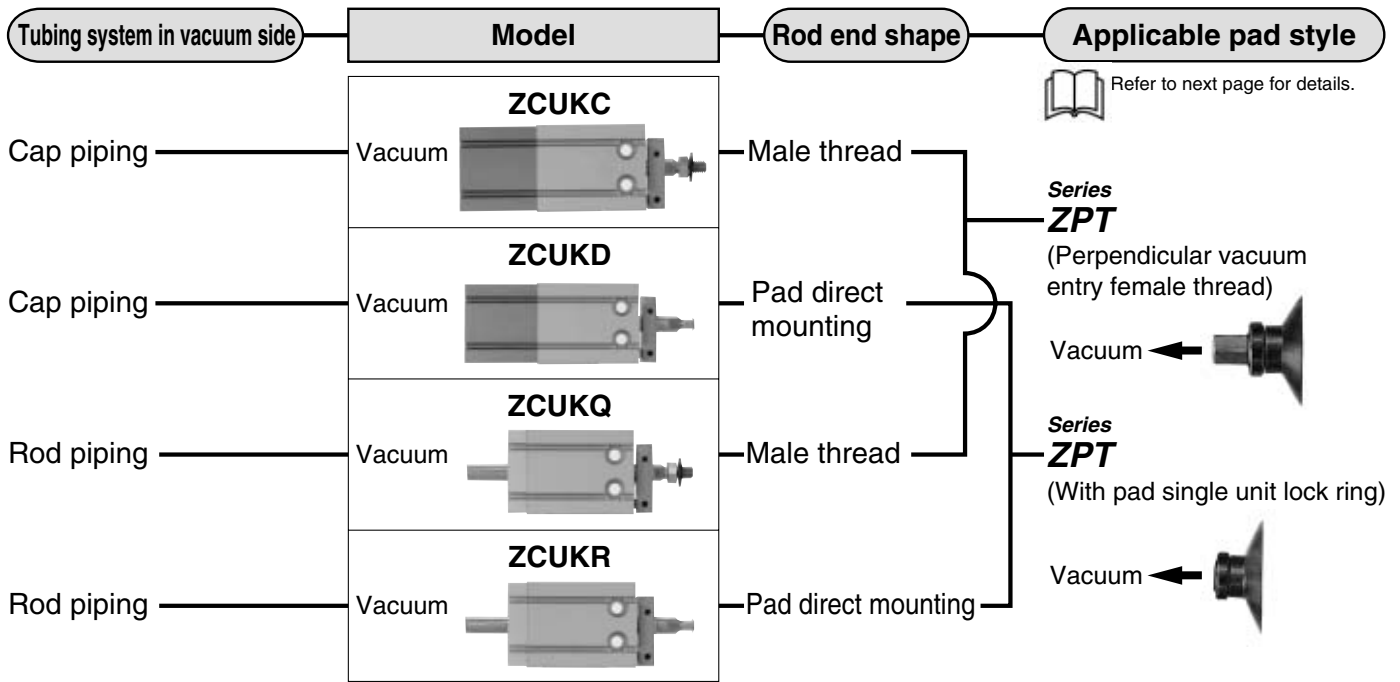 Tubing system in vacuum side
Model
Rod end shape
Applicable pad style
Refer to next page for details.
ZCUKC
Cap piping
Vacuum
Male thread
Series
ZPT
(Perpendicular vacuum
entry female thread)
Vacuum
ZCUKD
Cap piping
Vacuum
Pad direct
mounting
ZCUKQ
Rod piping
Vacuum
Male thread
Series
ZPT
(With pad single unit lock ring)
Vacuum
ZCUKR
Rod piping
Vacuum
Pad direct mounting